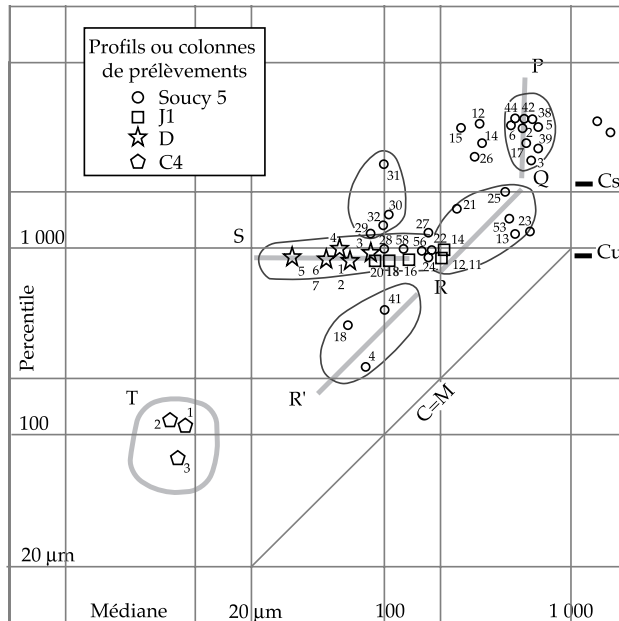 Profils ou colonnes
de prélèvements
Soucy 5
J1
D
C4
P
44 42 38
12
15
6 2 5
14
17 39
26
3
31
Q
Cs
25
21
30
32
29
27
53 23
13
S
1 000
4
3 28 58 56 22 14
Cu
5 6 1 20 18 16 24 12,11
7 2
R
Percentile
41
18
4
R'
C=M
T
1
2
3
100
20 µm
Médiane 20 µm 100 1 000